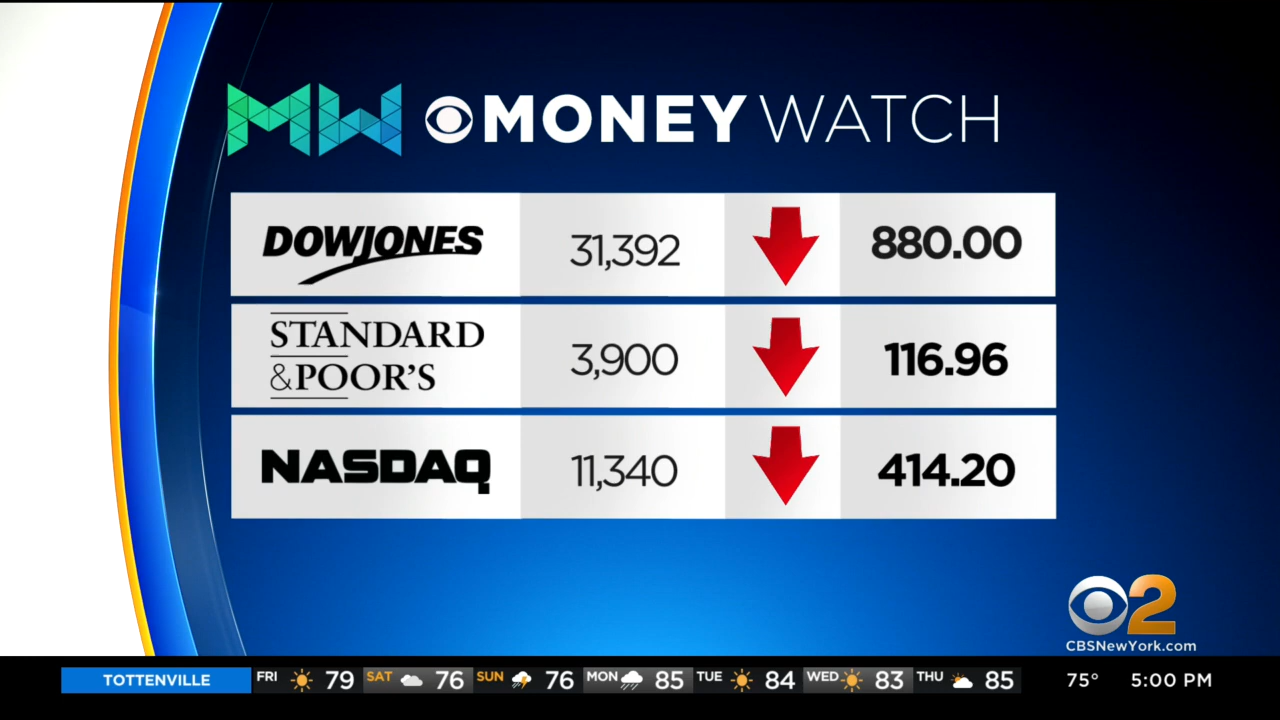 MW MONEY WATCH
DOWJONES 31,392 880.00
STANDARD
&POOR'S 3,900 116.96
NASDAQ 11,340 414.20
2
CBSNewYork.com
TOTTENVILLE FRI 79 SAT 76 SUN 76 MON 85 TUE 84 WED 83 THU 85 75° 5:00 PM